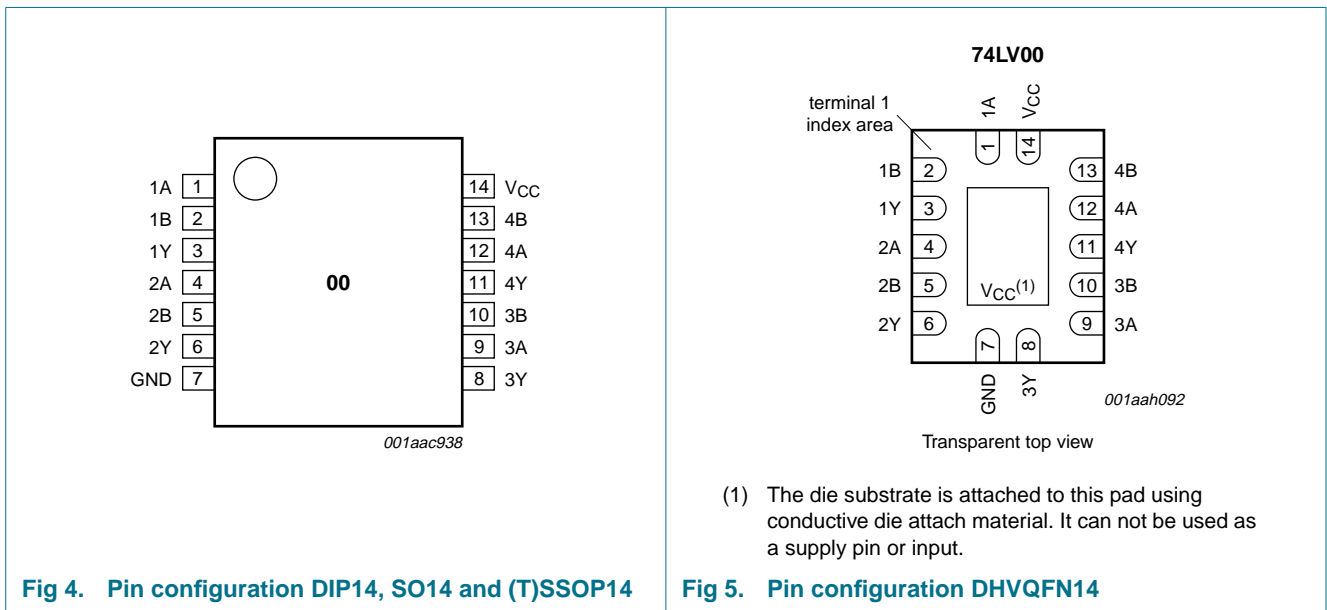 1A 1
1B 2
1Y 3
2A 4
2B 5
2Y 6
GND 7
00
14 VCC
13 4B
12 4A
11 4Y
10 3B
9 3A
8 3Y
001aac938
Fig 4. Pin configuration DIP14, SO14 and (T)SSOP14
74LV00
terminal 1
index area
1A
VCC
1
14
1B 2
1Y 3
2A 4
2B 5
2Y 6
13 4B
12 4A
11 4Y
10 3B
9 3A
VCC(1)
7
8
GND
3Y
001aah092
Transparent top view
(1) The die substrate is attached to this pad using
conductive die attach material. It can not be used as
a supply pin or input.
Fig 5. Pin configuration DHVQFN14